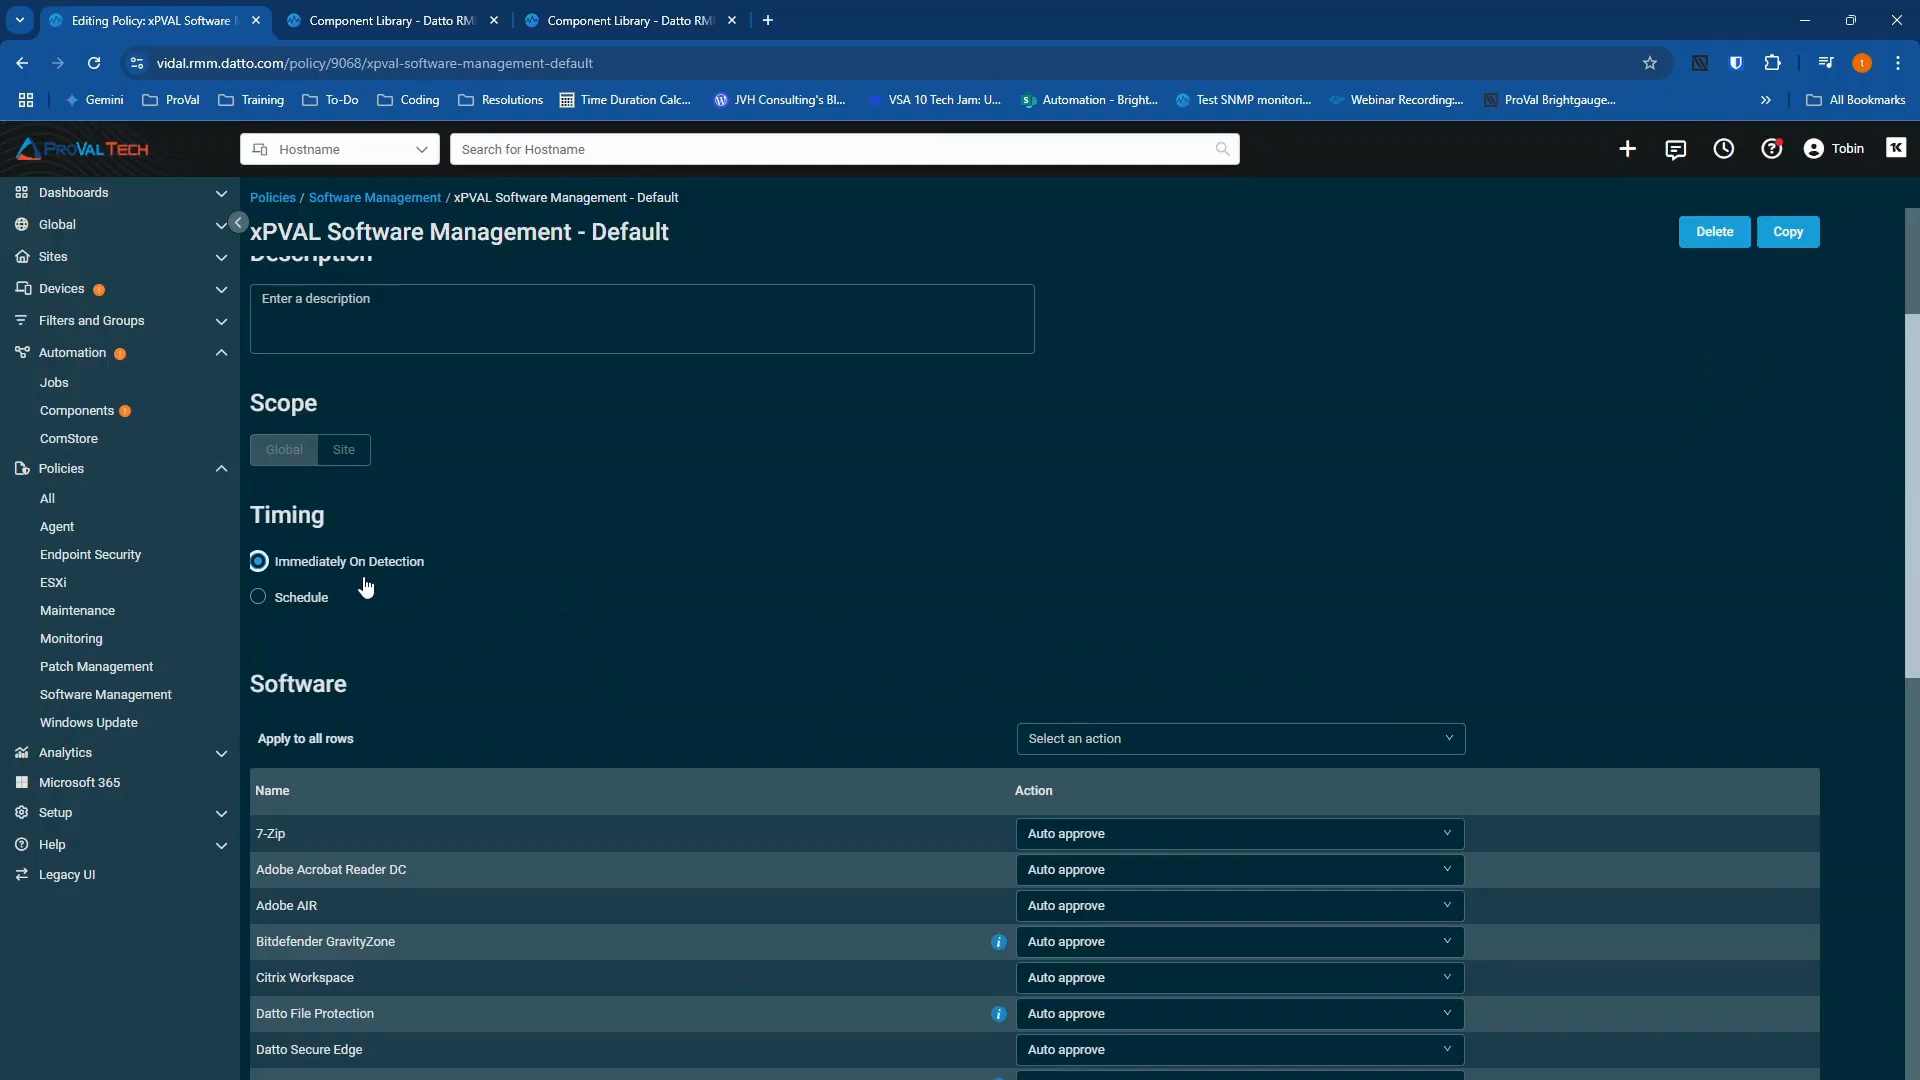 Editing Policy: xPVAL Software
Component Library - Datto RM
Component Library - Datto RM
vidal.rmm.datto.com/policy/9068/xpval-software-management-default
Gemini
ProVal
Training
To-Do
Coding
Resolutions
Time Duration Calc...
JVH Consulting's Bl...
VSA 10 Tech Jam: U...
Automation - Bright...
Test SNMP monitori...
Webinar Recording:...
ProVal Brightgauge...
All Bookmarks
PROVAL TECH
Hostname
Search for Hostname
Tobin
Dashboards
Global
Sites
Devices
Filters and Groups
Automation
Jobs
Components
ComStore
Policies
All
Agent
Endpoint Security
ESXi
Maintenance
Monitoring
Patch Management
Software Management
Windows Update
Analytics
Microsoft 365
Setup
Help
Legacy UI
Policies / Software Management / xPVAL Software Management - Default
xPVAL Software Management - Default
Delete
Copy
Description
Enter a description
Scope
Global
Site
Timing
Immediately On Detection
Schedule
Software
Apply to all rows
Select an action
Name
Action
7-Zip
Auto approve
Adobe Acrobat Reader DC
Auto approve
Adobe AIR
Auto approve
Bitdefender GravityZone
Auto approve
Citrix Workspace
Auto approve
Datto File Protection
Auto approve
Datto Secure Edge
Auto approve